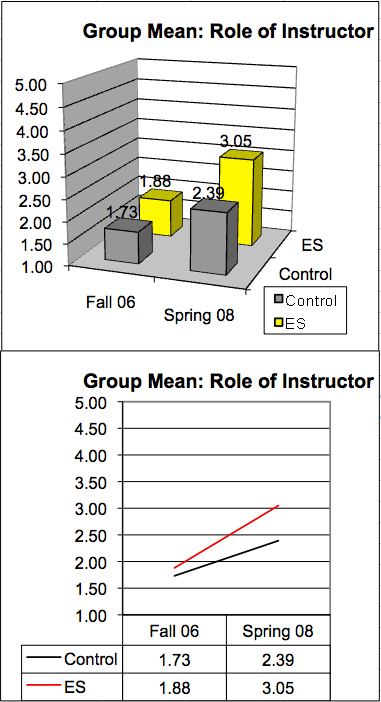 Group Mean: Role of Instructor
5.00
4.50
4.00
3.50
3.00
2.50
2.00
1.50
1.00
1.73
1.88
2.39
3.05
Fall 06
Spring 08
ES
Control
Control
ES
Group Mean: Role of Instructor
5.00
4.50
4.00
3.50
3.00
2.50
2.00
1.50
1.00
Fall 06 Spring 08
Control 1.73 2.39
ES 1.88 3.05